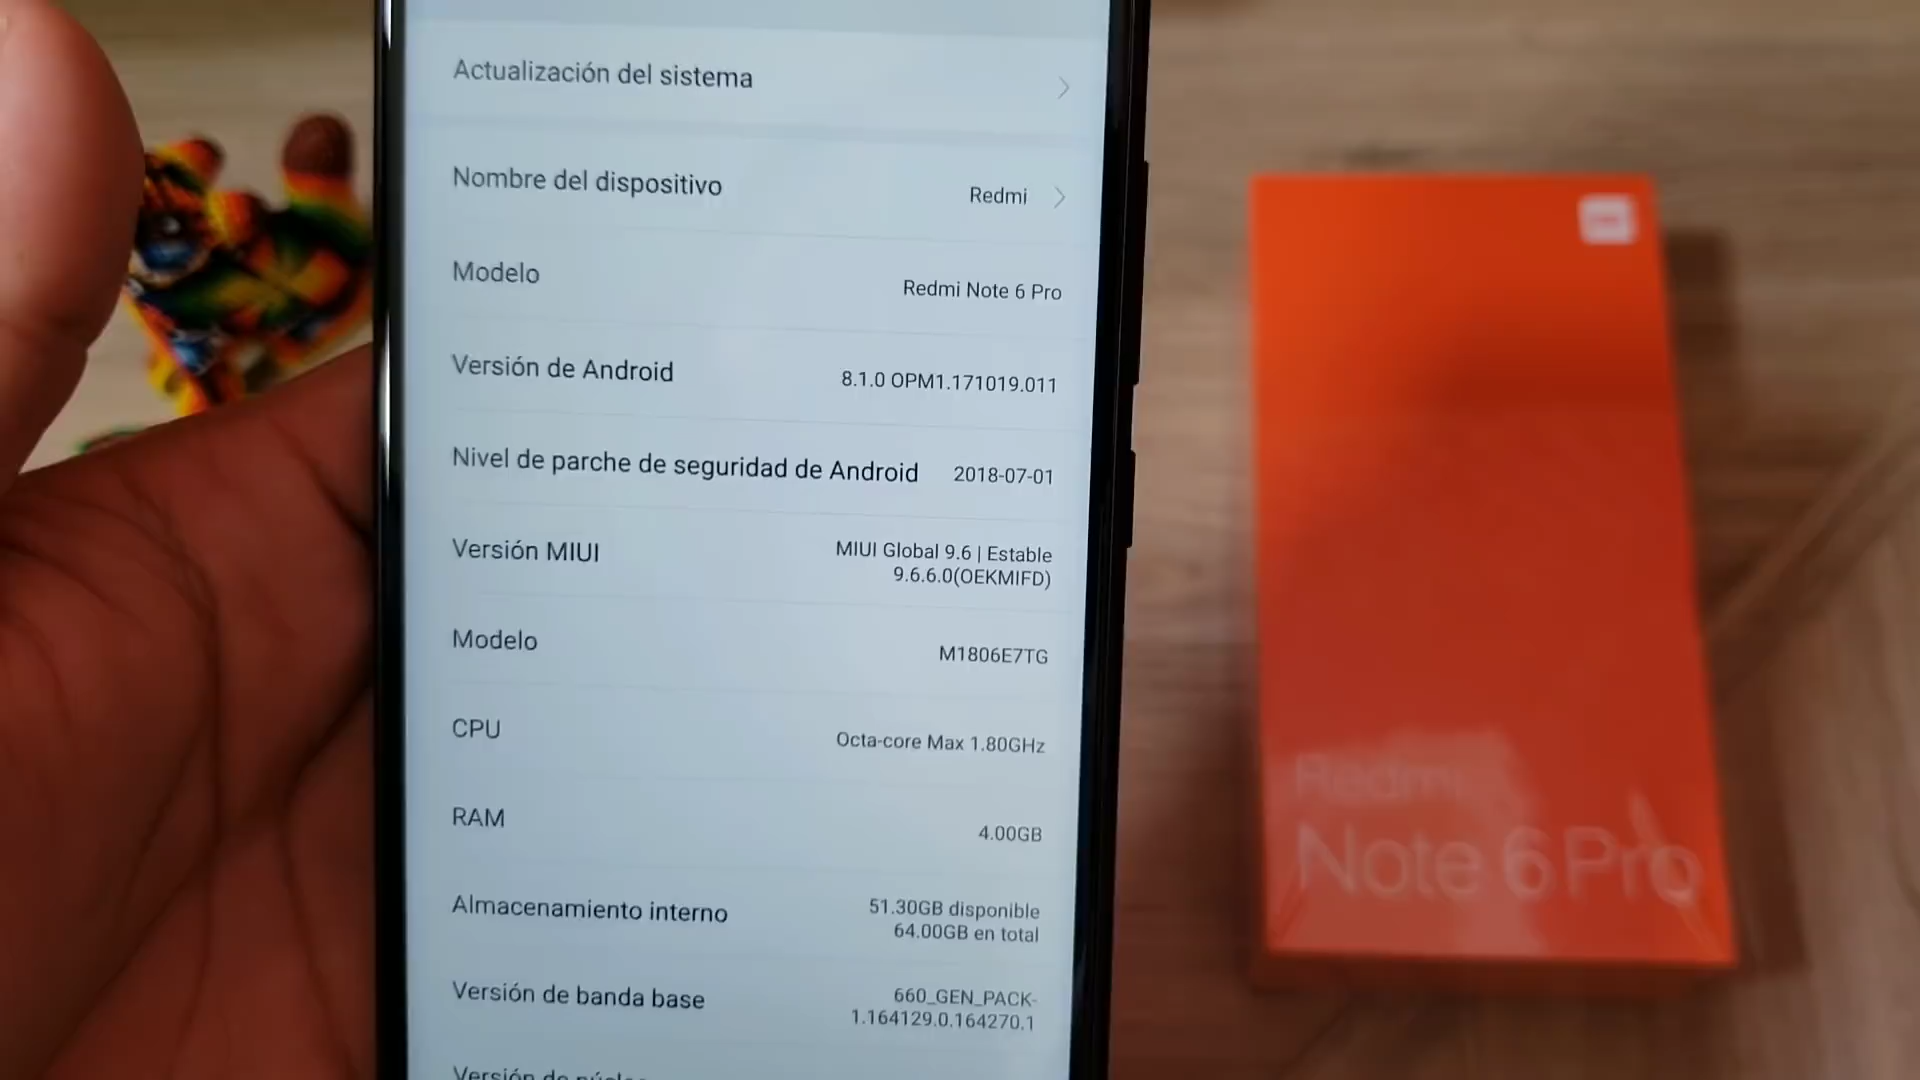 Actualización del sistema
Nombre del dispositivo Redmi
Modelo Redmi Note 6 Pro
Versión de Android 8.1.0 OPM1.171019.011
Nivel de parche de seguridad de Android 2018-07-01
Versión MIUI MIUI Global 9.6 | Estable
9.6.6.0(OEKMIFD)
Modelo M1806E7TG
CPU Octa-core Max 1.80GHz
RAM 4.00GB
Almacenamiento interno 51.30GB disponible
64.00GB en total
Versión de banda base 660_GEN_PACK-
1.164129.0.164270.1
Versión de
Redmi
Note 6 Pro